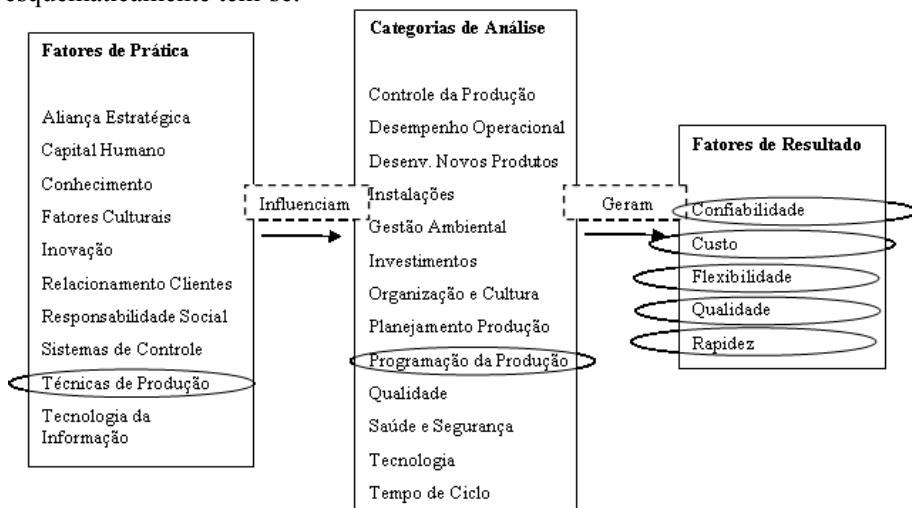 esquematicamente tem-se:
Fatores de Prática
Aliança Estratégica
Capital Humano
Conhecimento
Fatores Culturais
Inovação
Relacionamento Clientes
Responsabilidade Social
Sistemas de Controle
Técnicas de Produção
Tecnologia da
Informação
Influenciam
Categorias de Análise
Controle da Produção
Desempenho Operacional
Desenv. Novos Produtos
Instalações
Gestão Ambiental
Investimentos
Organização e Cultura
Planejamento Produção
Programação da Produção
Qualidade
Saúde e Segurança
Tecnologia
Tempo de Ciclo
Geram
Fatores de Resultado
Confiabilidade
Custo
Flexibilidade
Qualidade
Rapidez